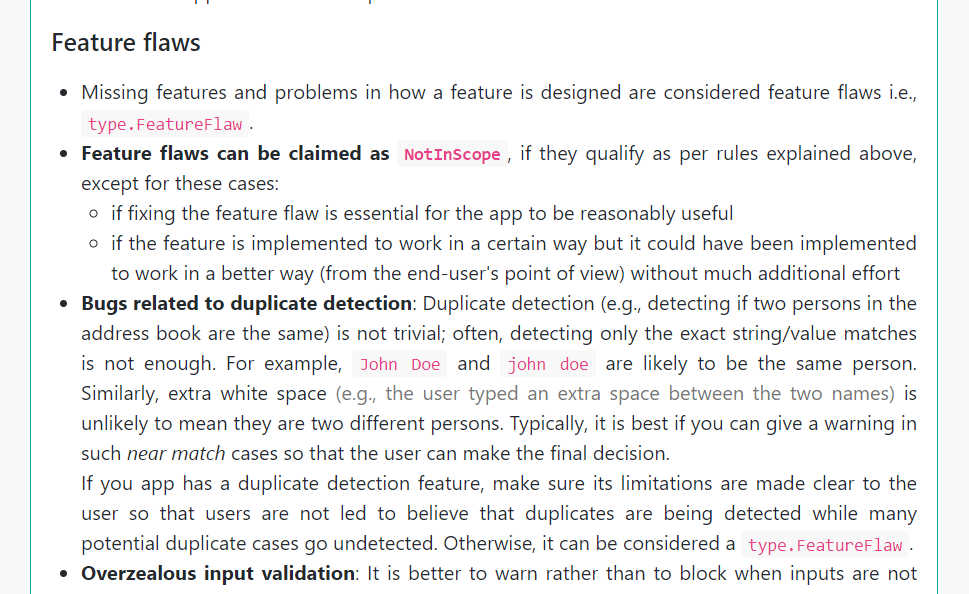 Feature flaws
Missing features and problems in how a feature is designed are considered feature flaws i.e.,
type.FeatureFlaw .
Feature flaws can be claimed as NotInScope , if they qualify as per rules explained above,
except for these cases:
if fixing the feature flaw is essential for the app to be reasonably useful
if the feature is implemented to work in a certain way but it could have been implemented
to work in a better way (from the end-user's point of view) without much additional effort
Bugs related to duplicate detection: Duplicate detection (e.g., detecting if two persons in the
address book are the same) is not trivial; often, detecting only the exact string/value matches
is not enough. For example, John Doe and john doe are likely to be the same person.
Similarly, extra white space (e.g., the user typed an extra space between the two names) is
unlikely to mean they are two different persons. Typically, it is best if you can give a warning in
such near match cases so that the user can make the final decision.
If you app has a duplicate detection feature, make sure its limitations are made clear to the
user so that users are not led to believe that duplicates are being detected while many
potential duplicate cases go undetected. Otherwise, it can be considered a type.FeatureFlaw .
Overzealous input validation: It is better to warn rather than to block when inputs are not